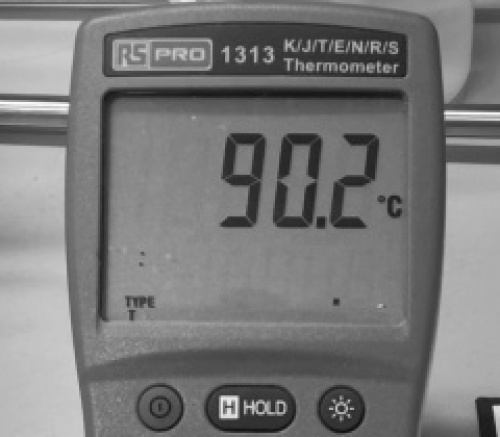 RS PRO 1313 K/J/T/E/N/R/S
Thermometer
90.2 °C
TYPE
T
H HOLD